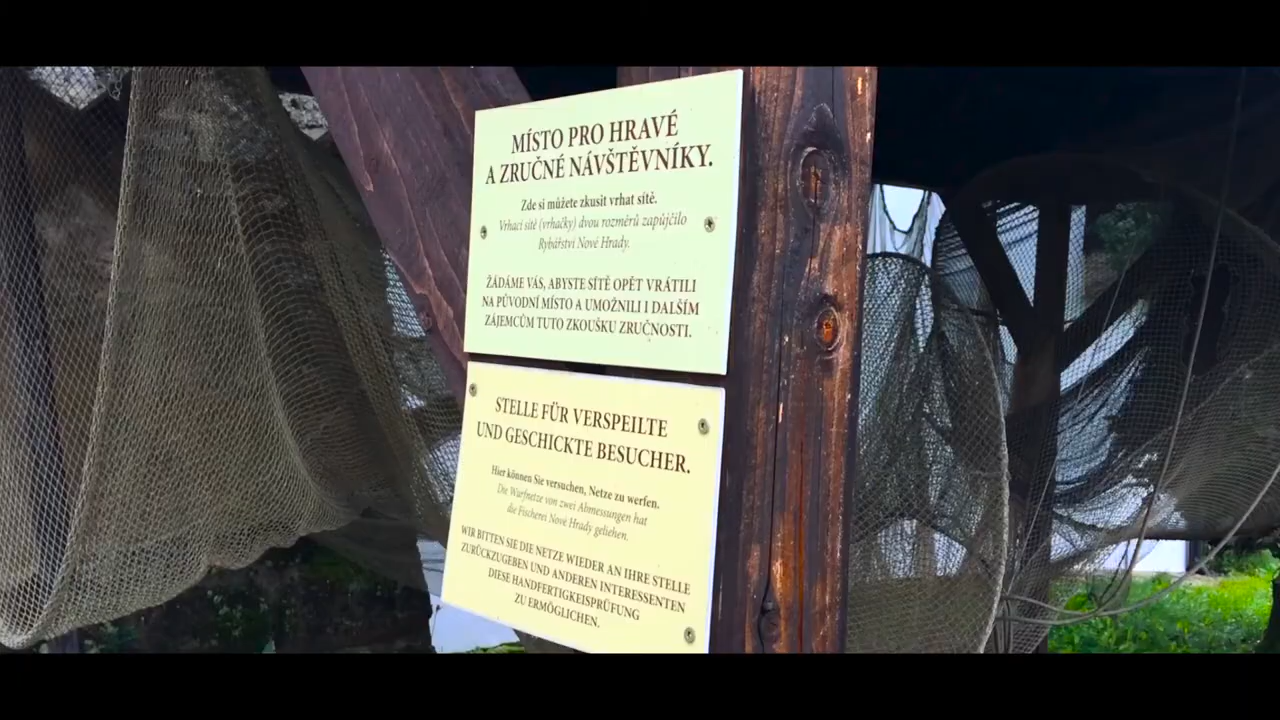 MÍSTO PRO HRAVÉ
A ZRUČNÉ NÁVŠTĚVNÍKY.
Zde si můžete zkusit vrhat sítě.
Vrhací sítě (vrhačky) dvou rozměrů zapůjčilo
Rybářství Nové Hrady.
ŽÁDÁME VÁS, ABYSTE SÍTĚ OPĚT VRÁTILI
NA PŮVODNÍ MÍSTO A UMOŽNILI I DALŠÍM
ZÁJEMCŮM TUTO ZKOUŠKU ZRUČNOSTI.
STELLE FÜR VERSPEILTE
UND GESCHICKTE BESUCHER.
Hier können Sie versuchen, Netze zu werfen.
Die Wurfnetze von zwei Abmessungen hat
die Fischerei Nové Hrady geliehen.
WIR BITTEN SIE DIE NETZE WIEDER AN IHRE STELLE
ZURÜCKZUGEBEN UND ANDEREN INTERESSENTEN
DIESE HANDFERTIGKEISPRÜFUNG
ZU ERMÖGLICHEN.